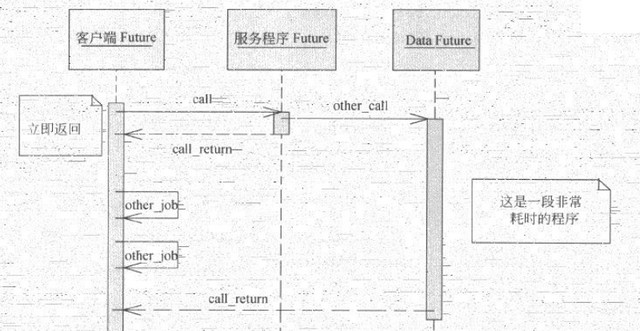 客户端 Future
服务程序 Future
Data Future
call
other_call
立即返回
call_return
other_job
这是一段非常
耗时的程序
other_job
call_return